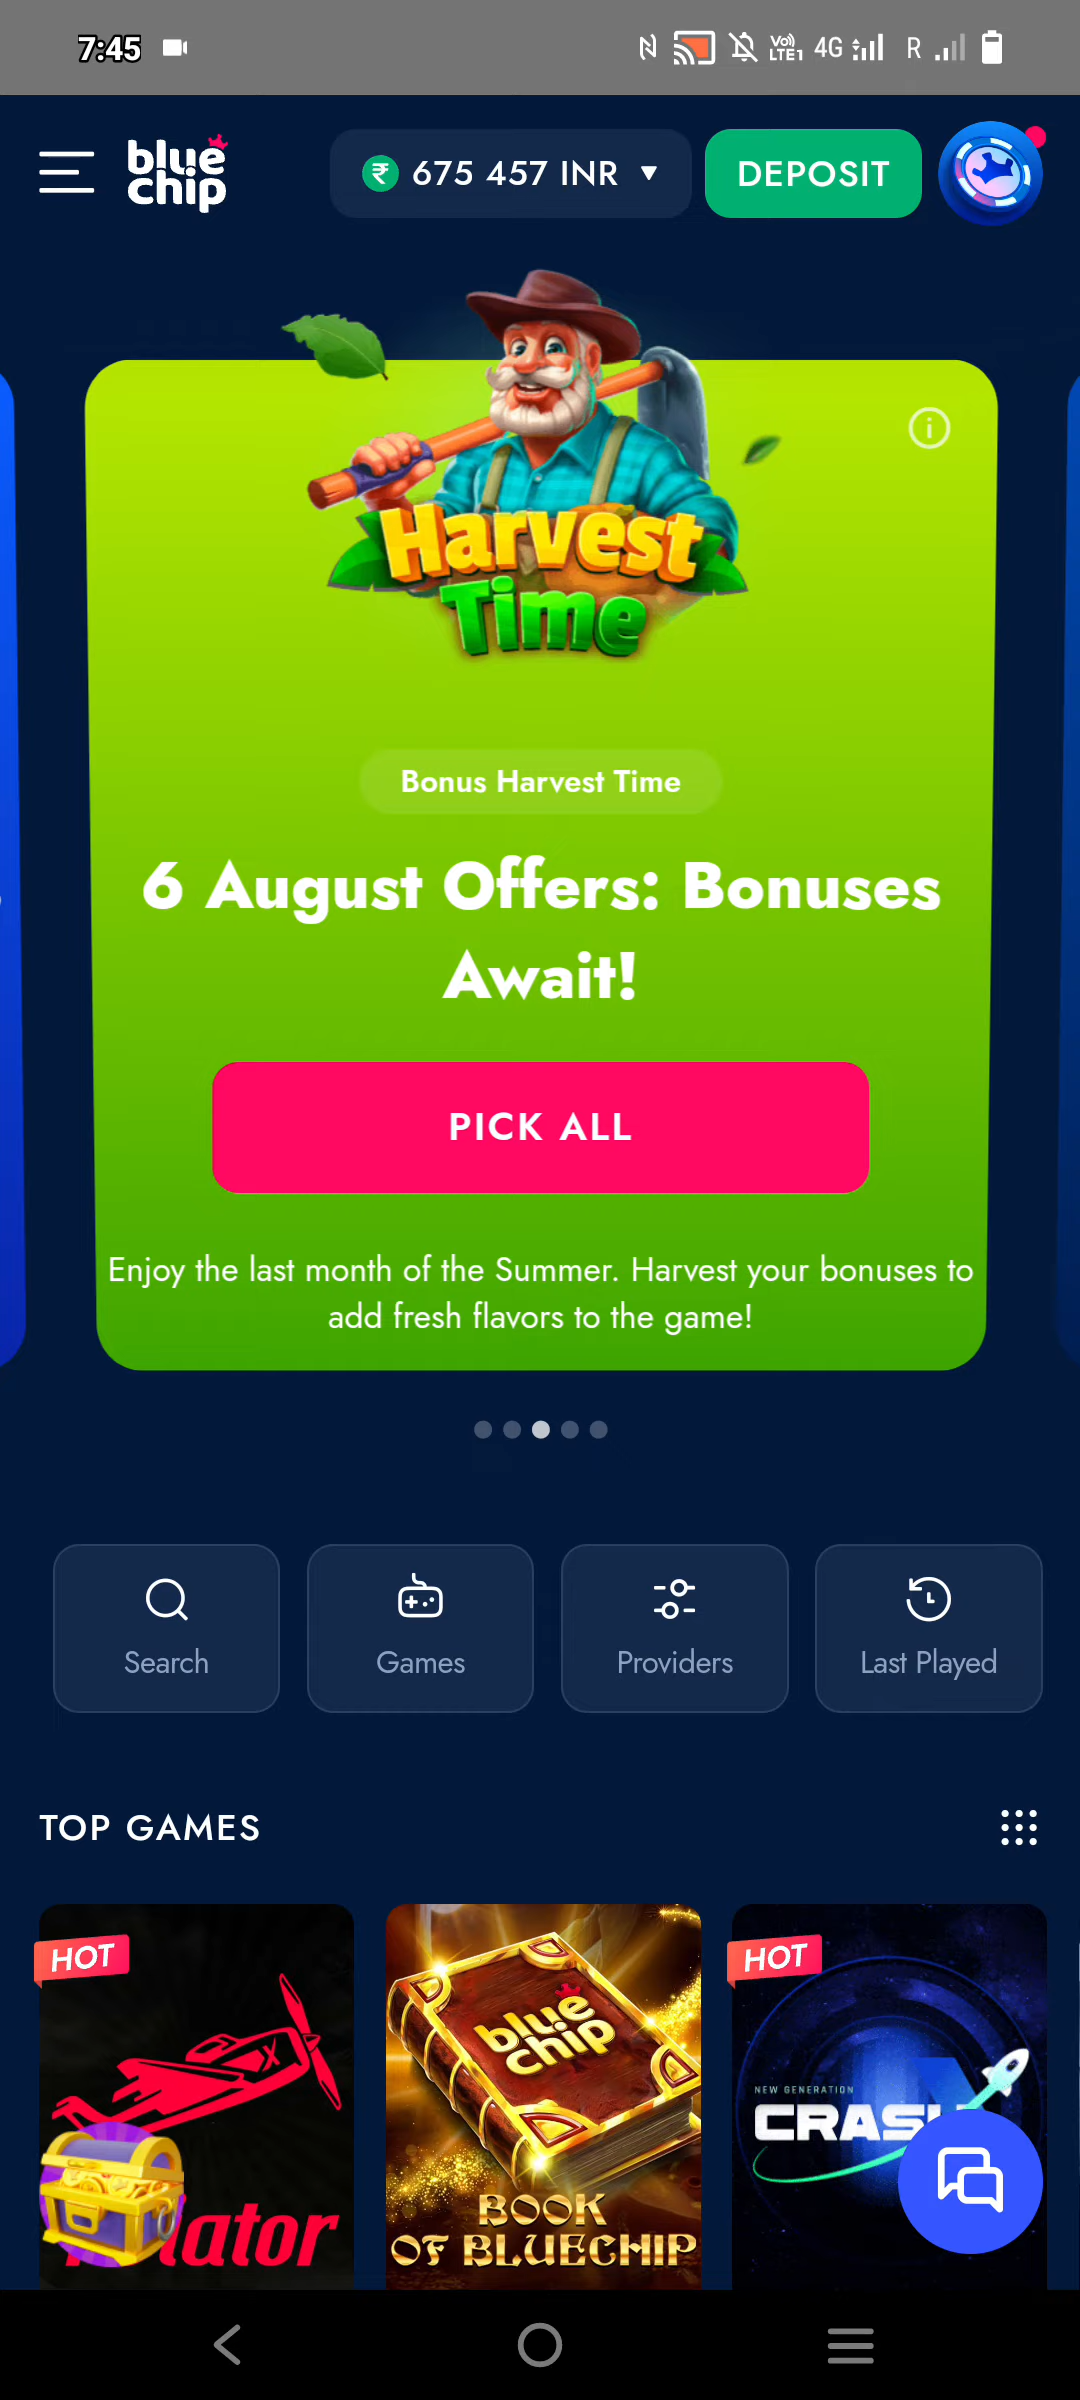 7:45
Vo))
LTE1
4G
R
blue
chip
₹ 675 457 INR
DEPOSIT
Harvest
Time
Bonus Harvest Time
6 August Offers: Bonuses
Await!
PICK ALL
Enjoy the last month of the Summer. Harvest your bonuses to
add fresh flavors to the game!
Search
Games
Providers
Last Played
TOP GAMES
HOT
blue
chip
BOOK
OF BLUECHIP
HOT
NEW GENERATION